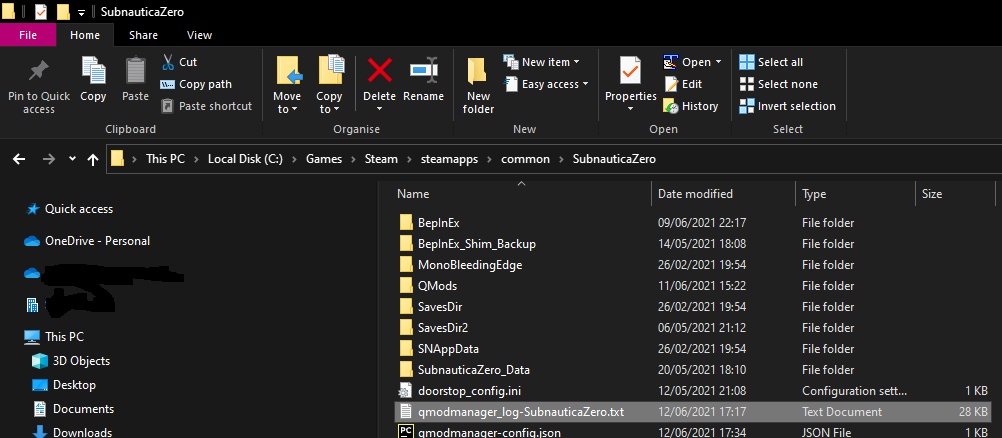 SubnauticaZero
File Home Share View
Pin to Quick access
Copy
Paste
Cut
Copy path
Paste shortcut
Clipboard
Move to
Copy to
Delete
Rename
Organise
New folder
New item
Easy access
New
Properties
Open
Edit
History
Open
Select all
Select none
Invert selection
Select
This PC Local Disk (C:) Games Steam steamapps common SubnauticaZero
Quick access
OneDrive - Personal
This PC
3D Objects
Desktop
Documents
Downloads
Name Date modified Type Size
BepInEx 09/06/2021 22:17 File folder
BepInEx_Shim_Backup 14/05/2021 18:08 File folder
MonoBleedingEdge 26/02/2021 19:54 File folder
QMods 11/06/2021 15:22 File folder
SavesDir 26/02/2021 19:54 File folder
SavesDir2 06/05/2021 21:12 File folder
SNAppData 26/02/2021 19:54 File folder
SubnauticaZero_Data 20/05/2021 18:10 File folder
doorstop_config.ini 12/05/2021 21:08 Configuration sett... 1 KB
qmodmanager_log-SubnauticaZero.txt 12/06/2021 17:17 Text Document 28 KB
PC qmodmanager-config.json 12/06/2021 17:34 JSON File 1 KB